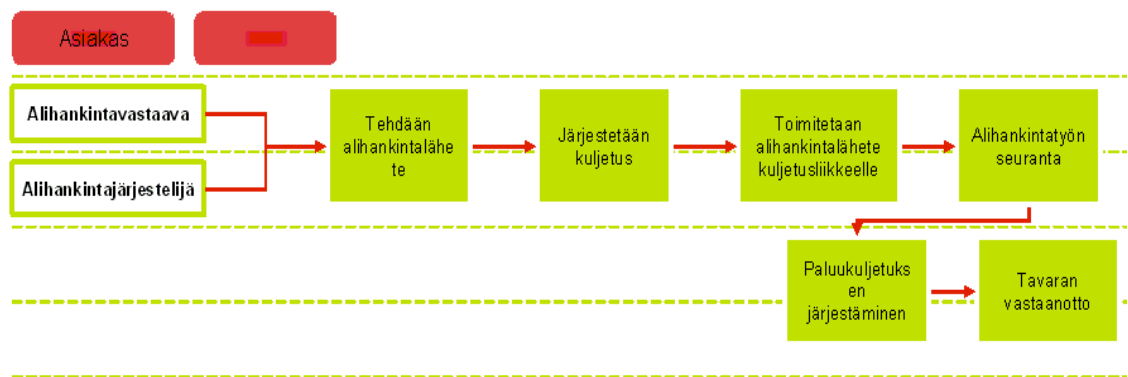 Asiakas
Alihankintavastaava
Alihankintajärjestelijä
Tehdään
alihankintalähe
te
Järjestetään
kuljetus
Toimitetaan
alihankintalähete
kuljetusliikkeelle
Alihankintatyön
seuranta
Paluukuljetuks
en
järjestäminen
Tavaran
vastaanotto